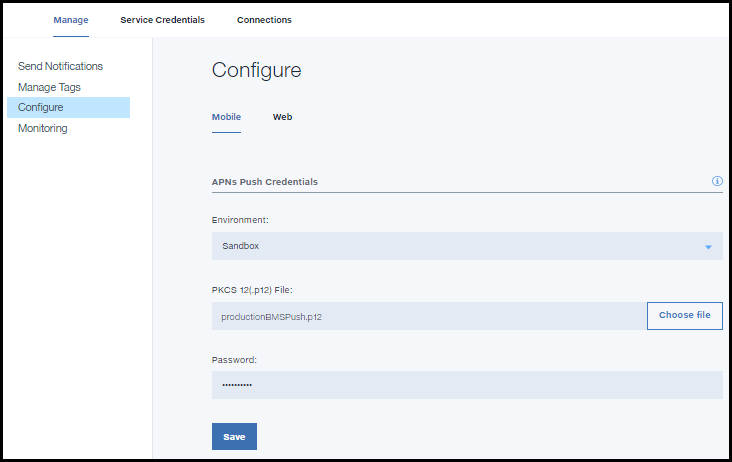 Manage Service Credentials Connections
Send Notifications
Manage Tags
Configure
Monitoring
Configure
Mobile Web
APNs Push Credentials
Environment:
Sandbox
PKCS 12(.p12) File:
productionBMSPush.p12 Choose file
Password:
••••••••••
Save